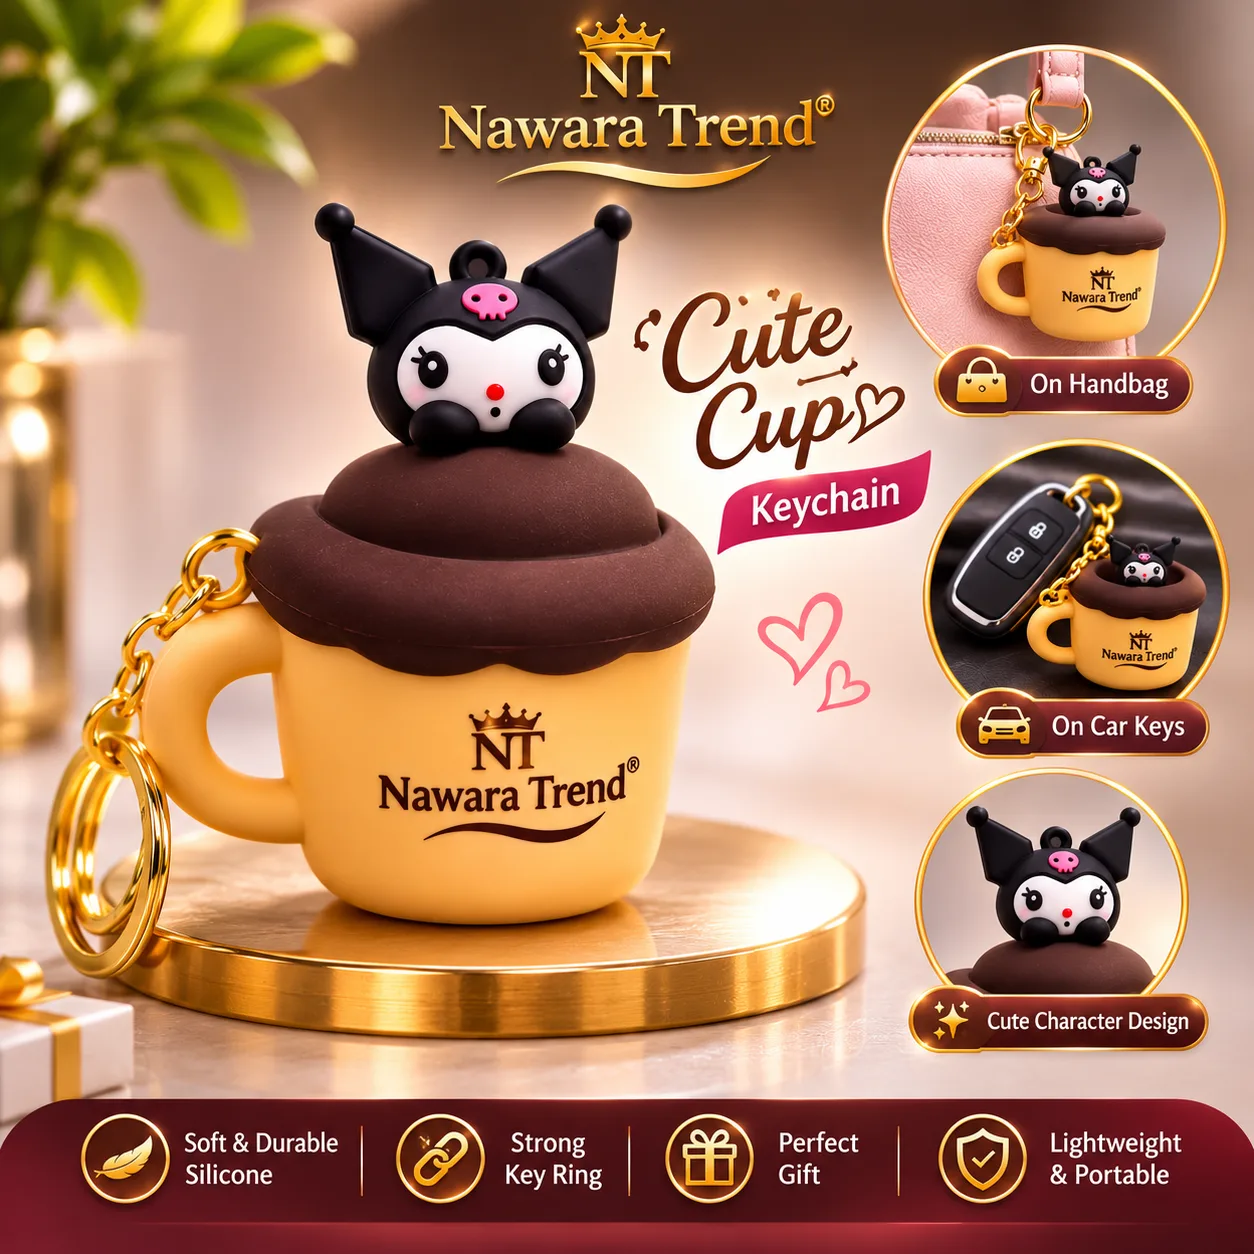 NT
Nawara Trend®
Cute
Cup
Keychain
NT
Nawara Trend®
NT
Nawara Trend®
On Handbag
NT
Nawara Trend®
On Car Keys
Cute Character Design
Soft & Durable
Silicone
Strong
Key Ring
Perfect
Gift
Lightweight
& Portable